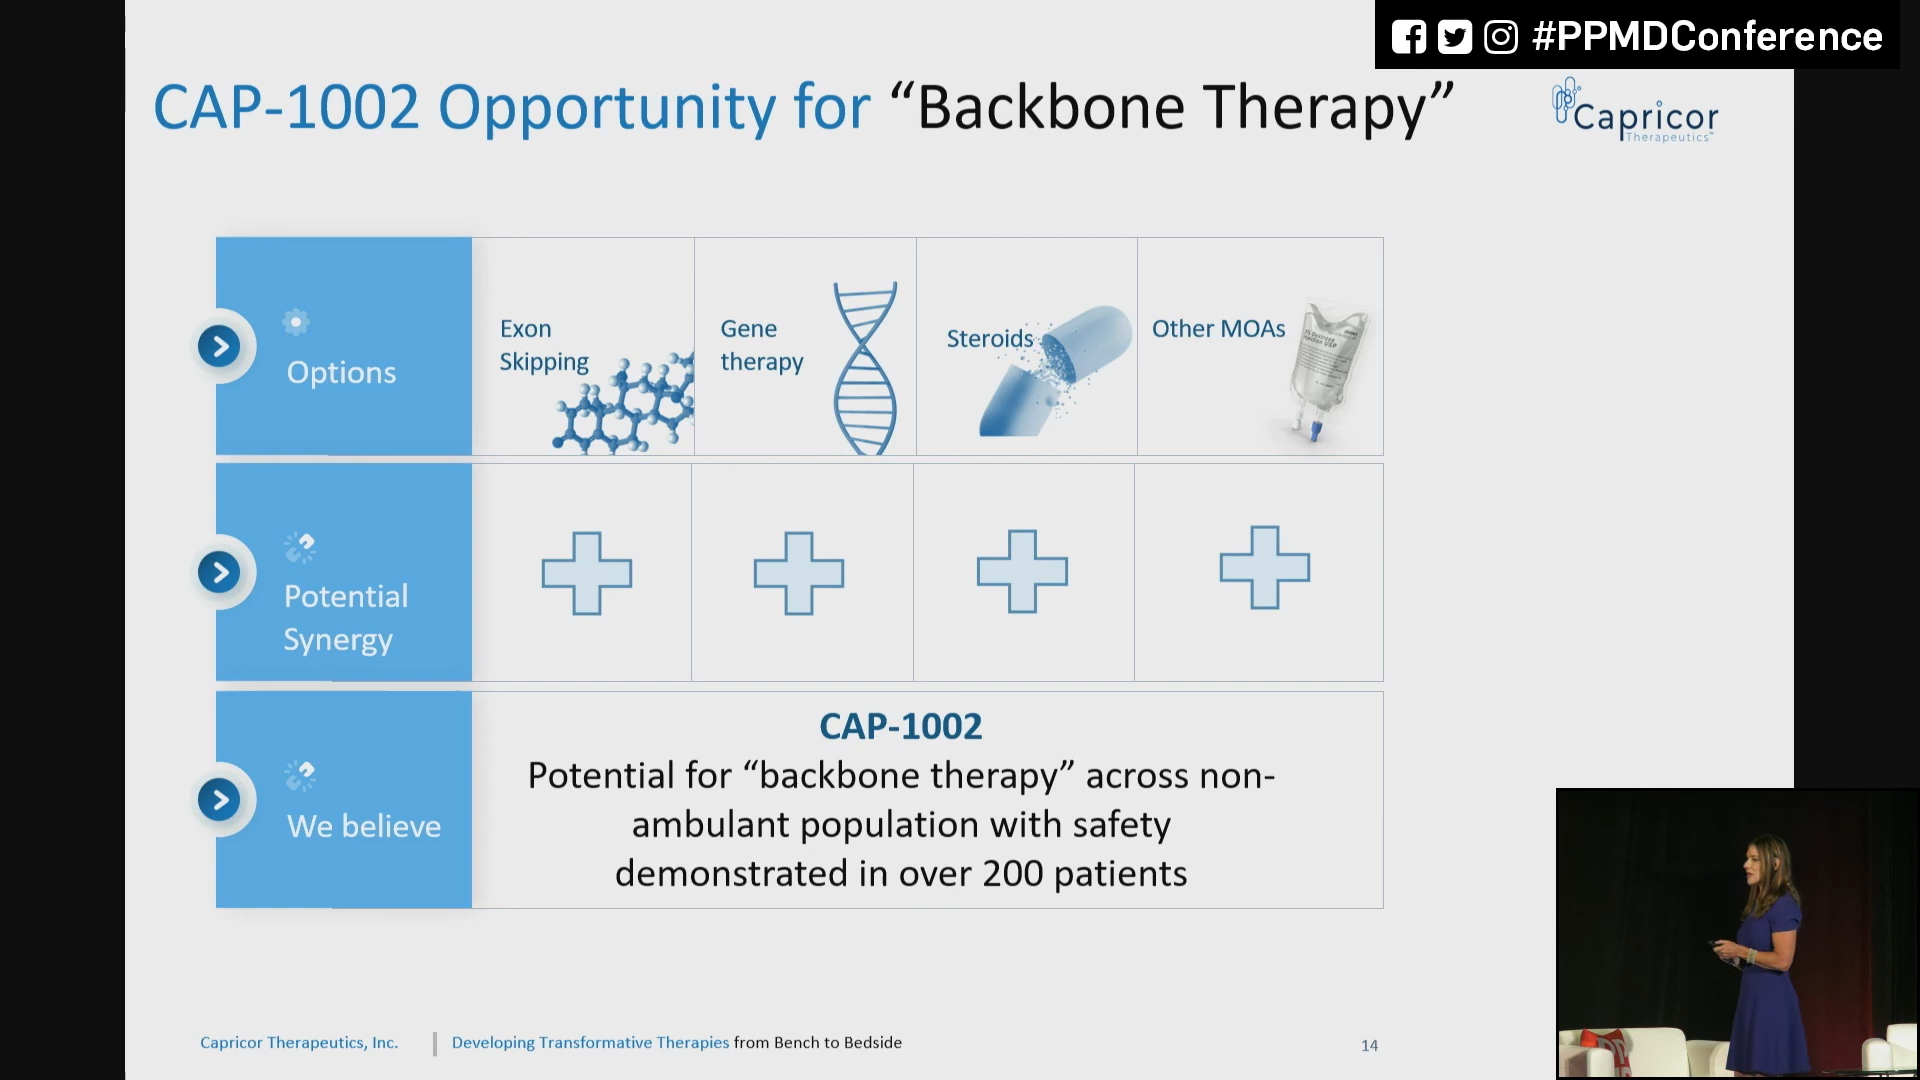 #PPMDConference
CAP-1002 Opportunity for “Backbone Therapy”
Capricor
Therapeutics™
Options
Exon
Skipping
Gene
therapy
Steroids
Other MOAs
Potential
Synergy
We believe
CAP-1002
Potential for “backbone therapy” across non-
ambulant population with safety
demonstrated in over 200 patients
Capricor Therapeutics, Inc. | Developing Transformative Therapies from Bench to Bedside
14